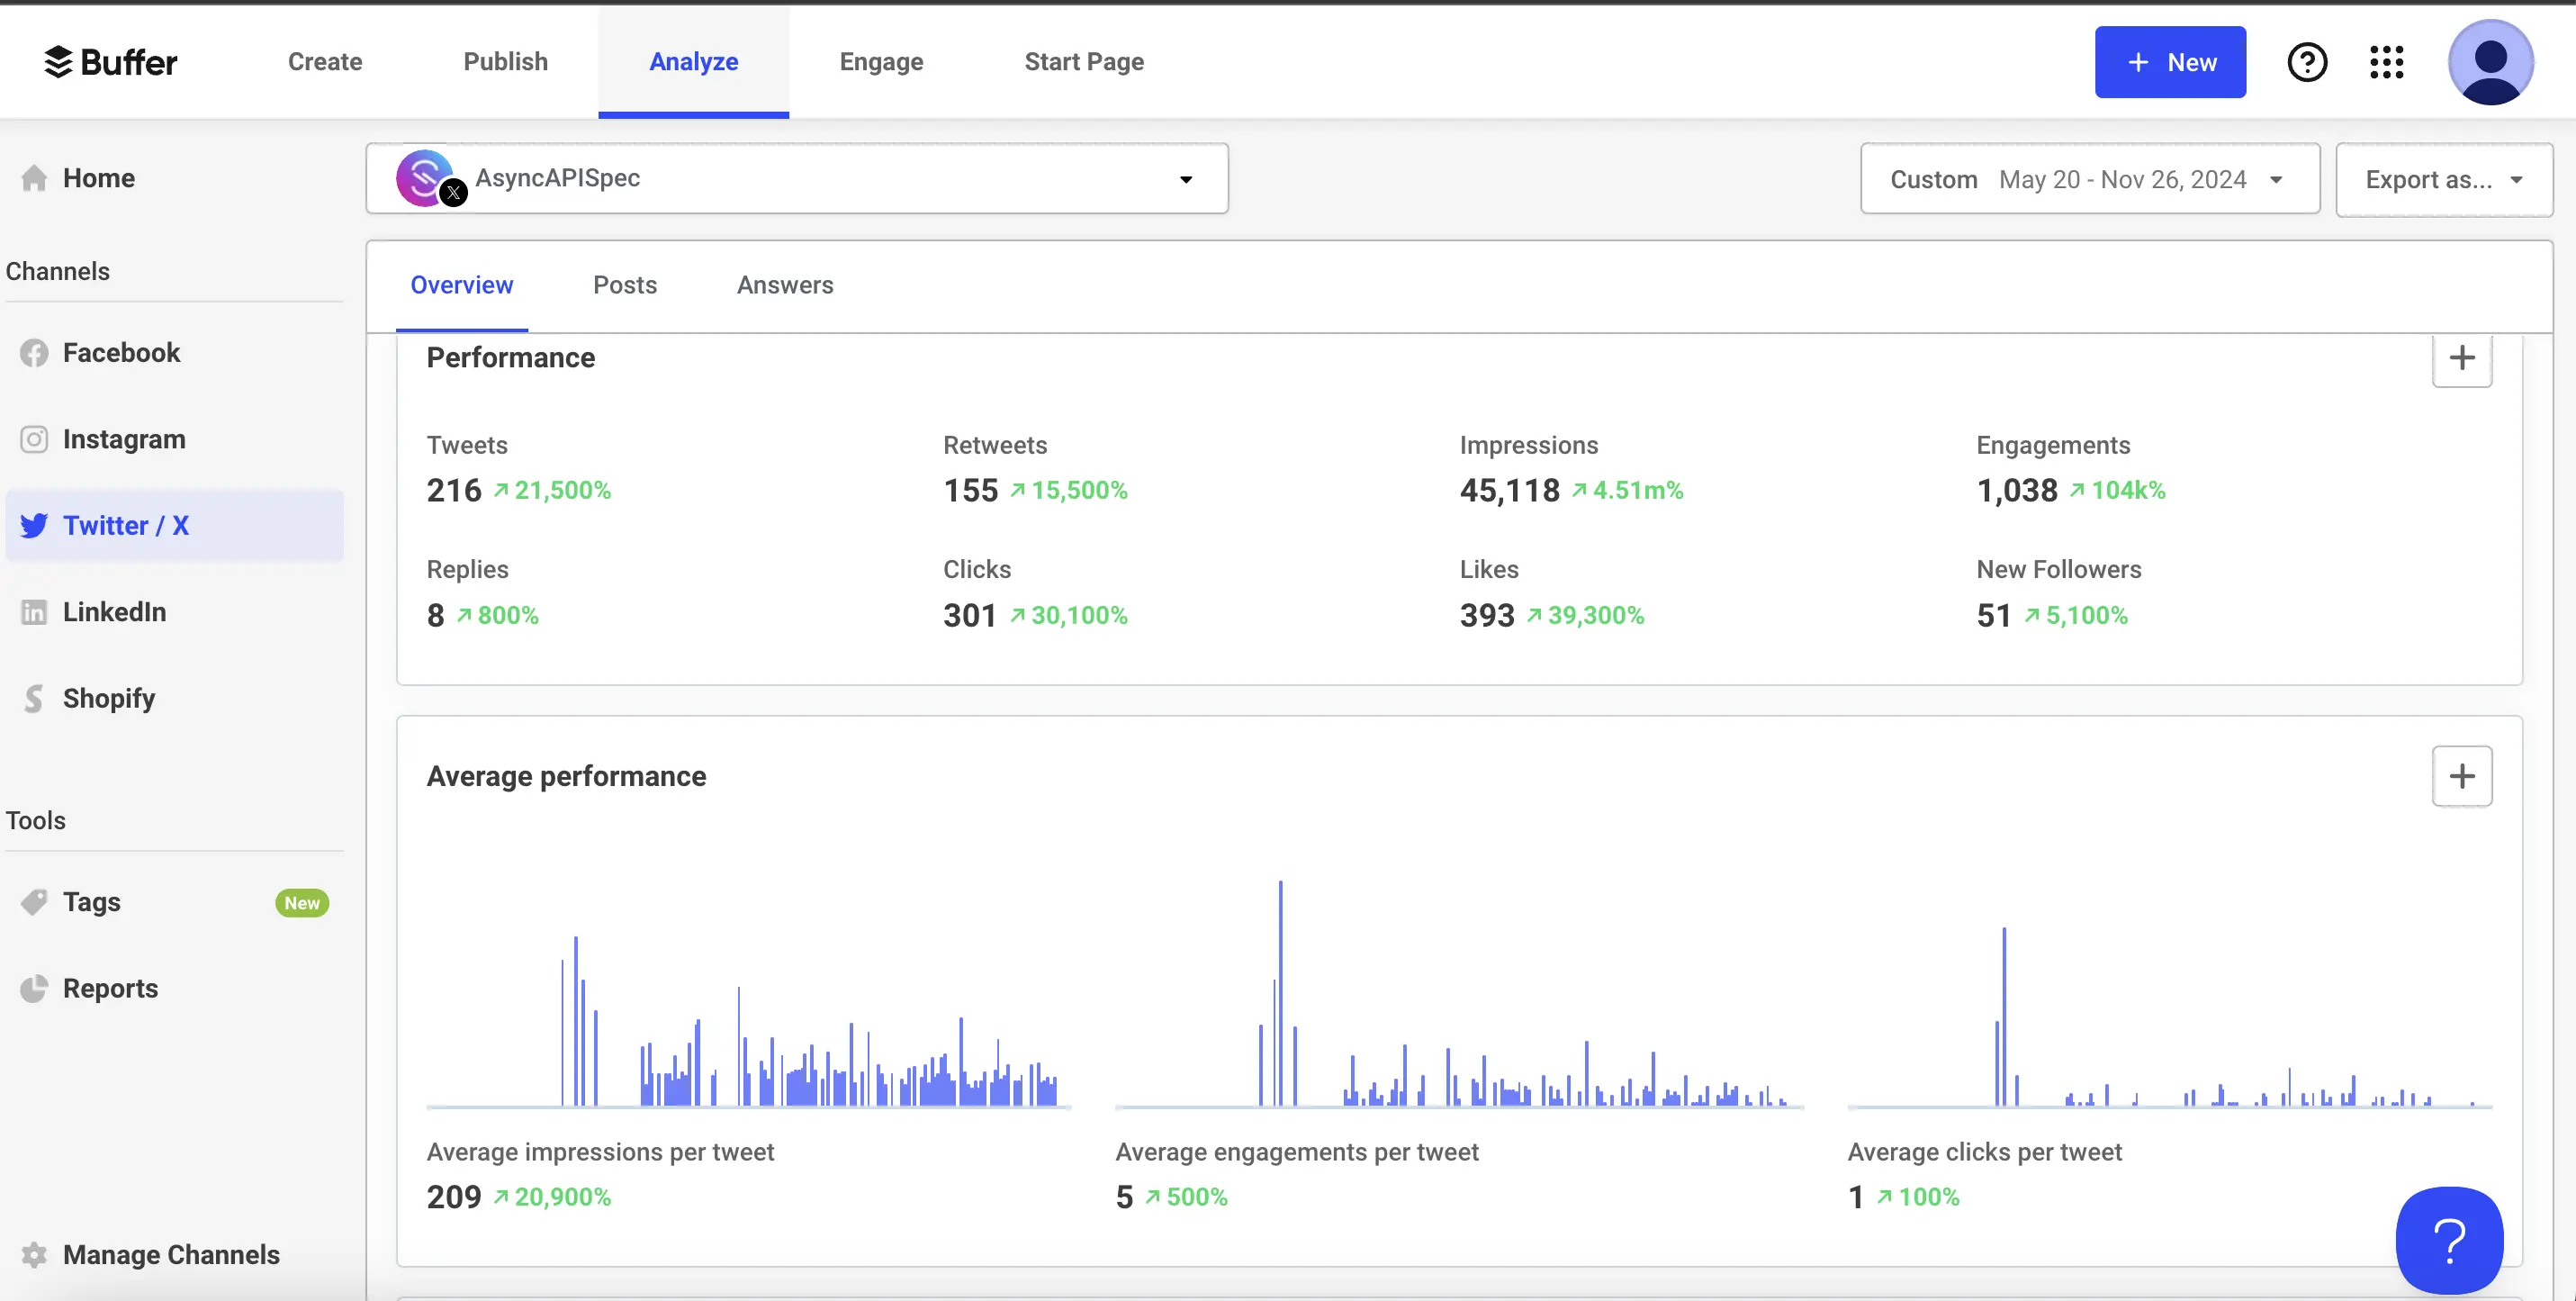 Buffer
Create Publish Analyze Engage Start Page
+ New
Home
AsyncAPISpec
Custom May 20 - Nov 26, 2024
Export as...
Channels
Facebook
Instagram
Twitter / X
LinkedIn
Shopify
Tools
Tags New
Reports
Manage Channels
Overview Posts Answers
Performance
Tweets Retweets Impressions Engagements
216 21,500% 155 15,500% 45,118 4.51m% 1,038 104k%
Replies Clicks Likes New Followers
8 800% 301 30,100% 393 39,300% 51 5,100%
Average performance
Average impressions per tweet Average engagements per tweet Average clicks per tweet
209 20,900% 5 500% 1 100%